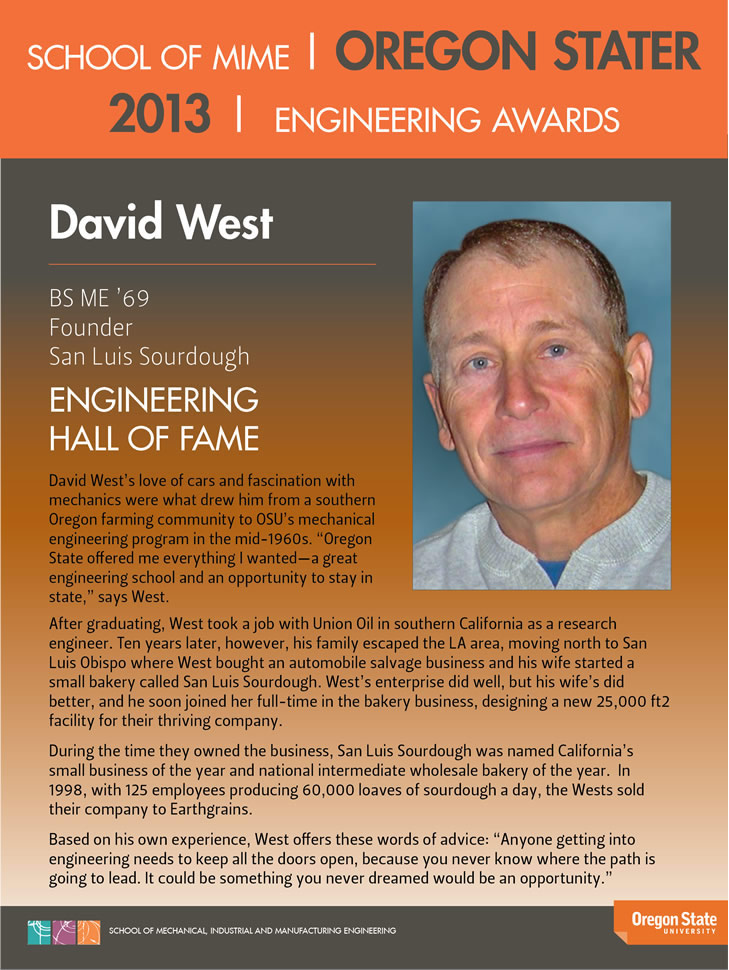 SCHOOL OF MIME | OREGON STATER
2013 | ENGINEERING AWARDS
David West
BS ME ’69
Founder
San Luis Sourdough
ENGINEERING
HALL OF FAME
David West’s love of cars and fascination with
mechanics were what drew him from a southern
Oregon farming community to OSU’s mechanical
engineering program in the mid-1960s. “Oregon
State offered me everything I wanted—a great
engineering school and an opportunity to stay in
state,” says West.
After graduating, West took a job with Union Oil in southern California as a research
engineer. Ten years later, however, his family escaped the LA area, moving north to San
Luis Obispo where West bought an automobile salvage business and his wife started a
small bakery called San Luis Sourdough. West’s enterprise did well, but his wife’s did
better, and he soon joined her full-time in the bakery business, designing a new 25,000 ft2
facility for their thriving company.
During the time they owned the business, San Luis Sourdough was named California’s
small business of the year and national intermediate wholesale bakery of the year. In
1998, with 125 employees producing 60,000 loaves of sourdough a day, the Wests sold
their company to Earthgrains.
Based on his own experience, West offers these words of advice: “Anyone getting into
engineering needs to keep all the doors open, because you never know where the path is
going to lead. It could be something you never dreamed would be an opportunity.”
SCHOOL OF MECHANICAL, INDUSTRIAL AND MANUFACTURING ENGINEERING
Oregon State
UNIVERSITY